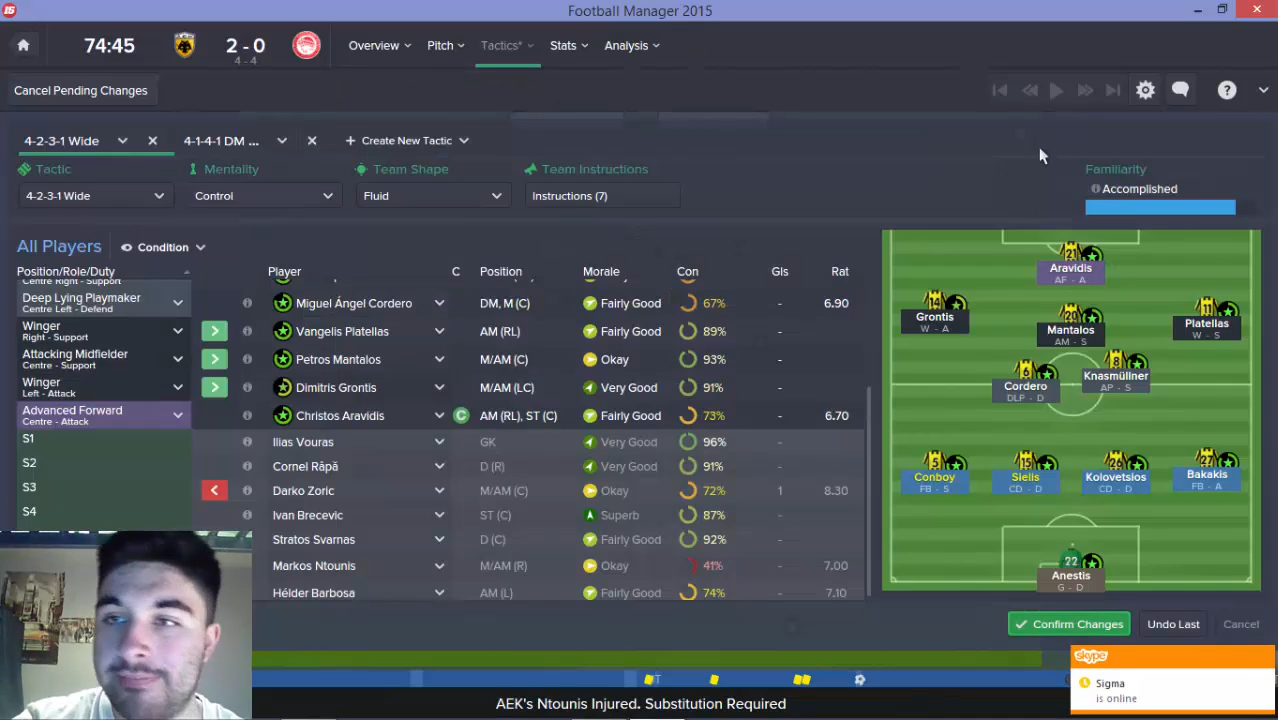 Football Manager 2015
74:45
2 - 0
4 - 4
Overview
Pitch
Tactics*
Stats
Analysis
Cancel Pending Changes
4-2-3-1 Wide
4-1-4-1 DM ...
Create New Tactic
Tactic
Mentality
Team Shape
Team Instructions
Familiarity
4-2-3-1 Wide
Control
Fluid
Instructions (7)
Accomplished
All Players
Condition
Position/Role/Duty
Player
C
Position
Morale
Con
Gls
Rat
Centre Right - Support
Deep Lying Playmaker
Centre Left - Defend
Miguel Ángel Cordero DM, M (C) Fairly Good 67% 6.90
Winger
Right - Support
Vangelis Platellas AM (RL) Fairly Good 89% -
Attacking Midfielder
Centre - Support
Petros Mantalos M/AM (C) Okay 93% -
Winger
Left - Attack
Dimitris Grontis M/AM (LC) Very Good 91% -
Advanced Forward
Centre - Attack
Christos Aravidis C AM (RL), ST (C) Fairly Good 73% - 6.70
S1
Ilias Vouras GK Very Good 96% -
S2
Cornel Râpă D (R) Very Good 91% -
S3
Darko Zoric M/AM (C) Okay 72% 1 8.30
S4
Ivan Brecevic ST (C) Superb 87% -
Stratos Svarnas D (C) Fairly Good 92% -
Markos Ntounis M/AM (R) Okay 41% - 7.00
Hélder Barbosa AM (L) Fairly Good 74% - 7.10
21
Aravidis
AF - A
14
Grontis
W - A
Mantalos
AM - S
11
Platellas
W - S
6
Cordero
DLP - D
8
Knasmüllner
AP - S
5
Conboy
FB - S
15
Sielis
CD - D
Kolovetsios
CD - D
Bakakis
FB - A
22
Anestis
G - D
Confirm Changes
Undo Last
Cancel
skype
Sigma
is online
AEK's Ntounis Injured. Substitution Required